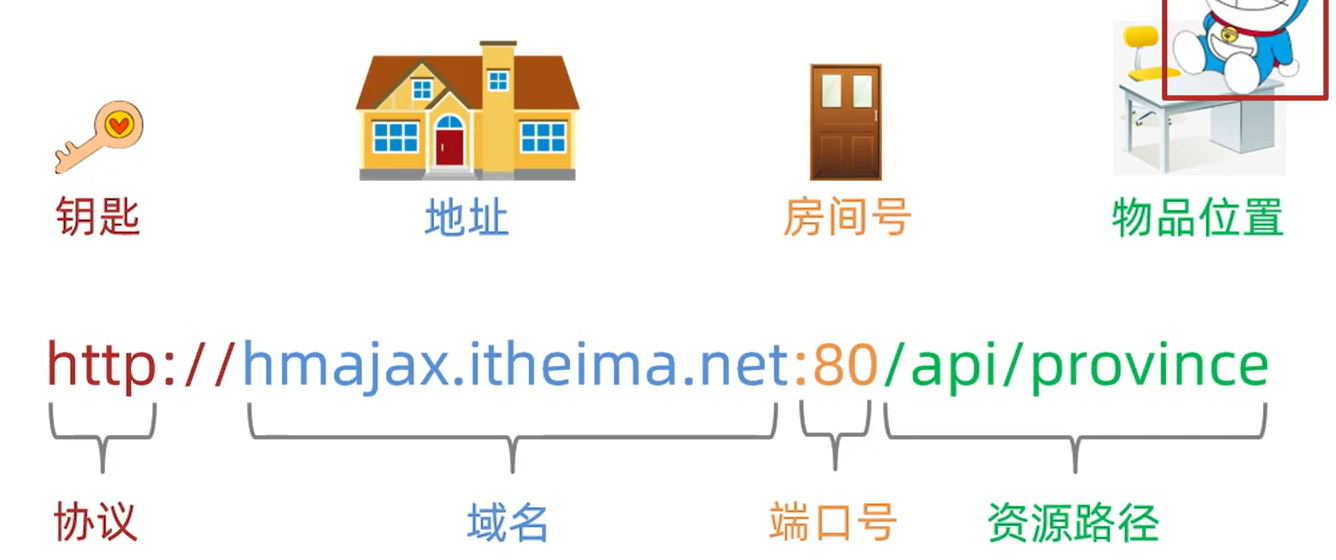 钥匙 地址 房间号 物品位置
http://hmajax.itheima.net:80/api/province
协议 域名 端口号 资源路径